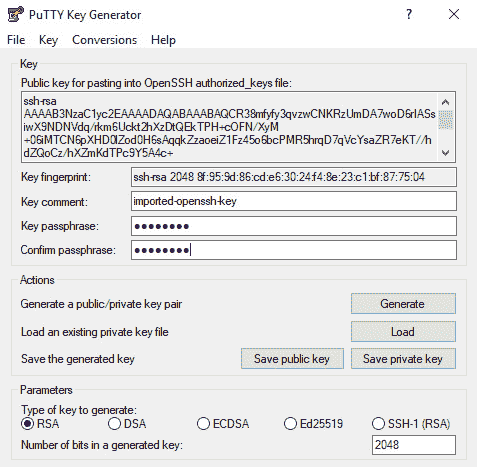 PuTTY Key Generator
File Key Conversions Help
Key
Public key for pasting into OpenSSH authorized_keys file:
ssh-rsa
AAAAB3NzaC1yc2EAAAADAQABAAABAQCR38mfyfy3qvzwCNKRzUmDA7woD6rIASs
iwX9NDNVdq/rkm6Uckt2hXzDtQEkTPH+cOFN/XyM
+06iMTCN6pXHD0IZod0H6sAqqkZzaoeiZ1Fz45o6bcPMR5hrqD7qVcYsaZR7eKT//h
dZQoCz/hXZmKdTPc9Y5A4c+
Key fingerprint: ssh-rsa 2048 8f:95:9d:86:cd:e6:30:24:f4:8e:23:c1:bf:87:75:04
Key comment: imported-openssh-key
Key passphrase: ●●●●●●●●
Confirm passphrase: ●●●●●●●●
Actions
Generate a public/private key pair Generate
Load an existing private key file Load
Save the generated key Save public key Save private key
Parameters
Type of key to generate:
RSA DSA ECDSA Ed25519 SSH-1 (RSA)
Number of bits in a generated key: 2048